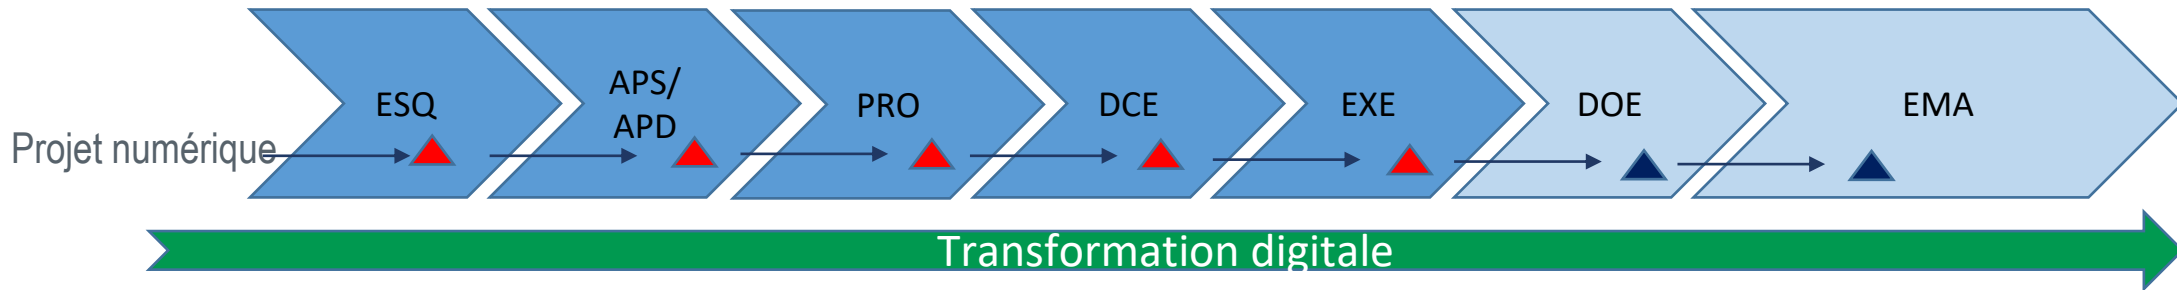 Projet numérique
ESQ
APS/
APD
PRO
DCE
EXE
DOE
EMA
Transformation digitale